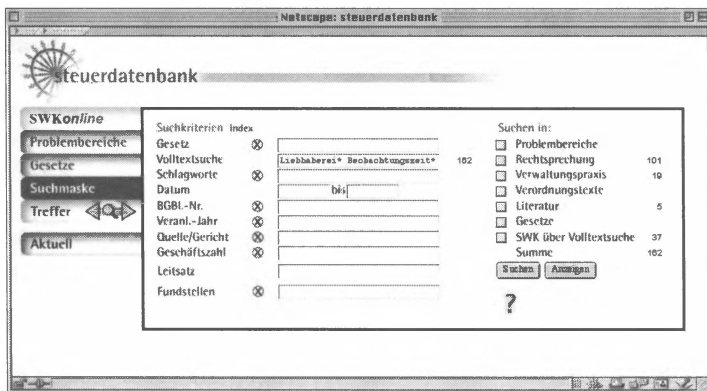 Netscape: steuerdatenbank
steuerdatenbank
SWKonline
Problembereiche
Gesetze
Suchmaske
Treffer
Aktuell
Suchkriterien Index
Gesetz
Volltextsuche Liebhaberei* Beobachtungszeit* 162
Schlagworte
Datum bis
BGBl.-Nr.
Veranl.-Jahr
Quelle/Gericht
Geschäftszahl
Leitsatz
Fundstellen
Suchen in:
Problembereiche
Rechtsprechung 101
Verwaltungspraxis 19
Verordnungstexte
Literatur 5
Gesetze
SWK über Volltextsuche 37
Summe 162
Suchen Anzeigen
?